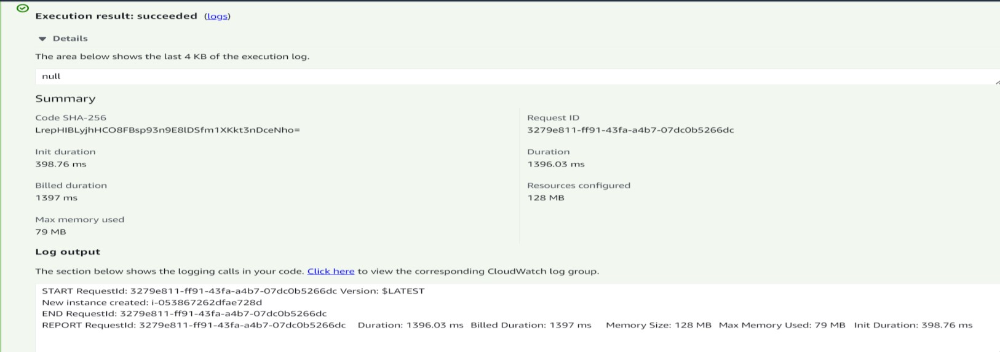 Execution result: succeeded (logs)
Details
The area below shows the last 4 KB of the execution log.
null
Summary
Code SHA-256
LrepHIBLyjhHCO8FBsp93n9E8lDSfm1XKkt3nDceNho=
Request ID
3279e811-ff91-43fa-a4b7-07dc0b5266dc
Init duration
398.76 ms
Duration
1396.03 ms
Billed duration
1397 ms
Resources configured
128 MB
Max memory used
79 MB
Log output
The section below shows the logging calls in your code. Click here to view the corresponding CloudWatch log group.
START RequestId: 3279e811-ff91-43fa-a4b7-07dc0b5266dc Version: $LATEST
New instance created: i-053867262dfae728d
END RequestId: 3279e811-ff91-43fa-a4b7-07dc0b5266dc
REPORT RequestId: 3279e811-ff91-43fa-a4b7-07dc0b5266dc Duration: 1396.03 ms Billed Duration: 1397 ms Memory Size: 128 MB Max Memory Used: 79 MB Init Duration: 398.76 ms